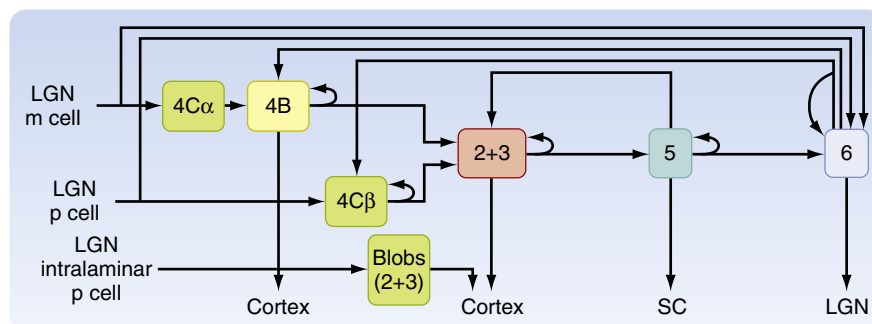 LGN
m cell
4Cα
4B
2+3
5
6
LGN
p cell
4Cβ
LGN
intralaminar
p cell
Blobs
(2+3)
Cortex
Cortex
SC
LGN